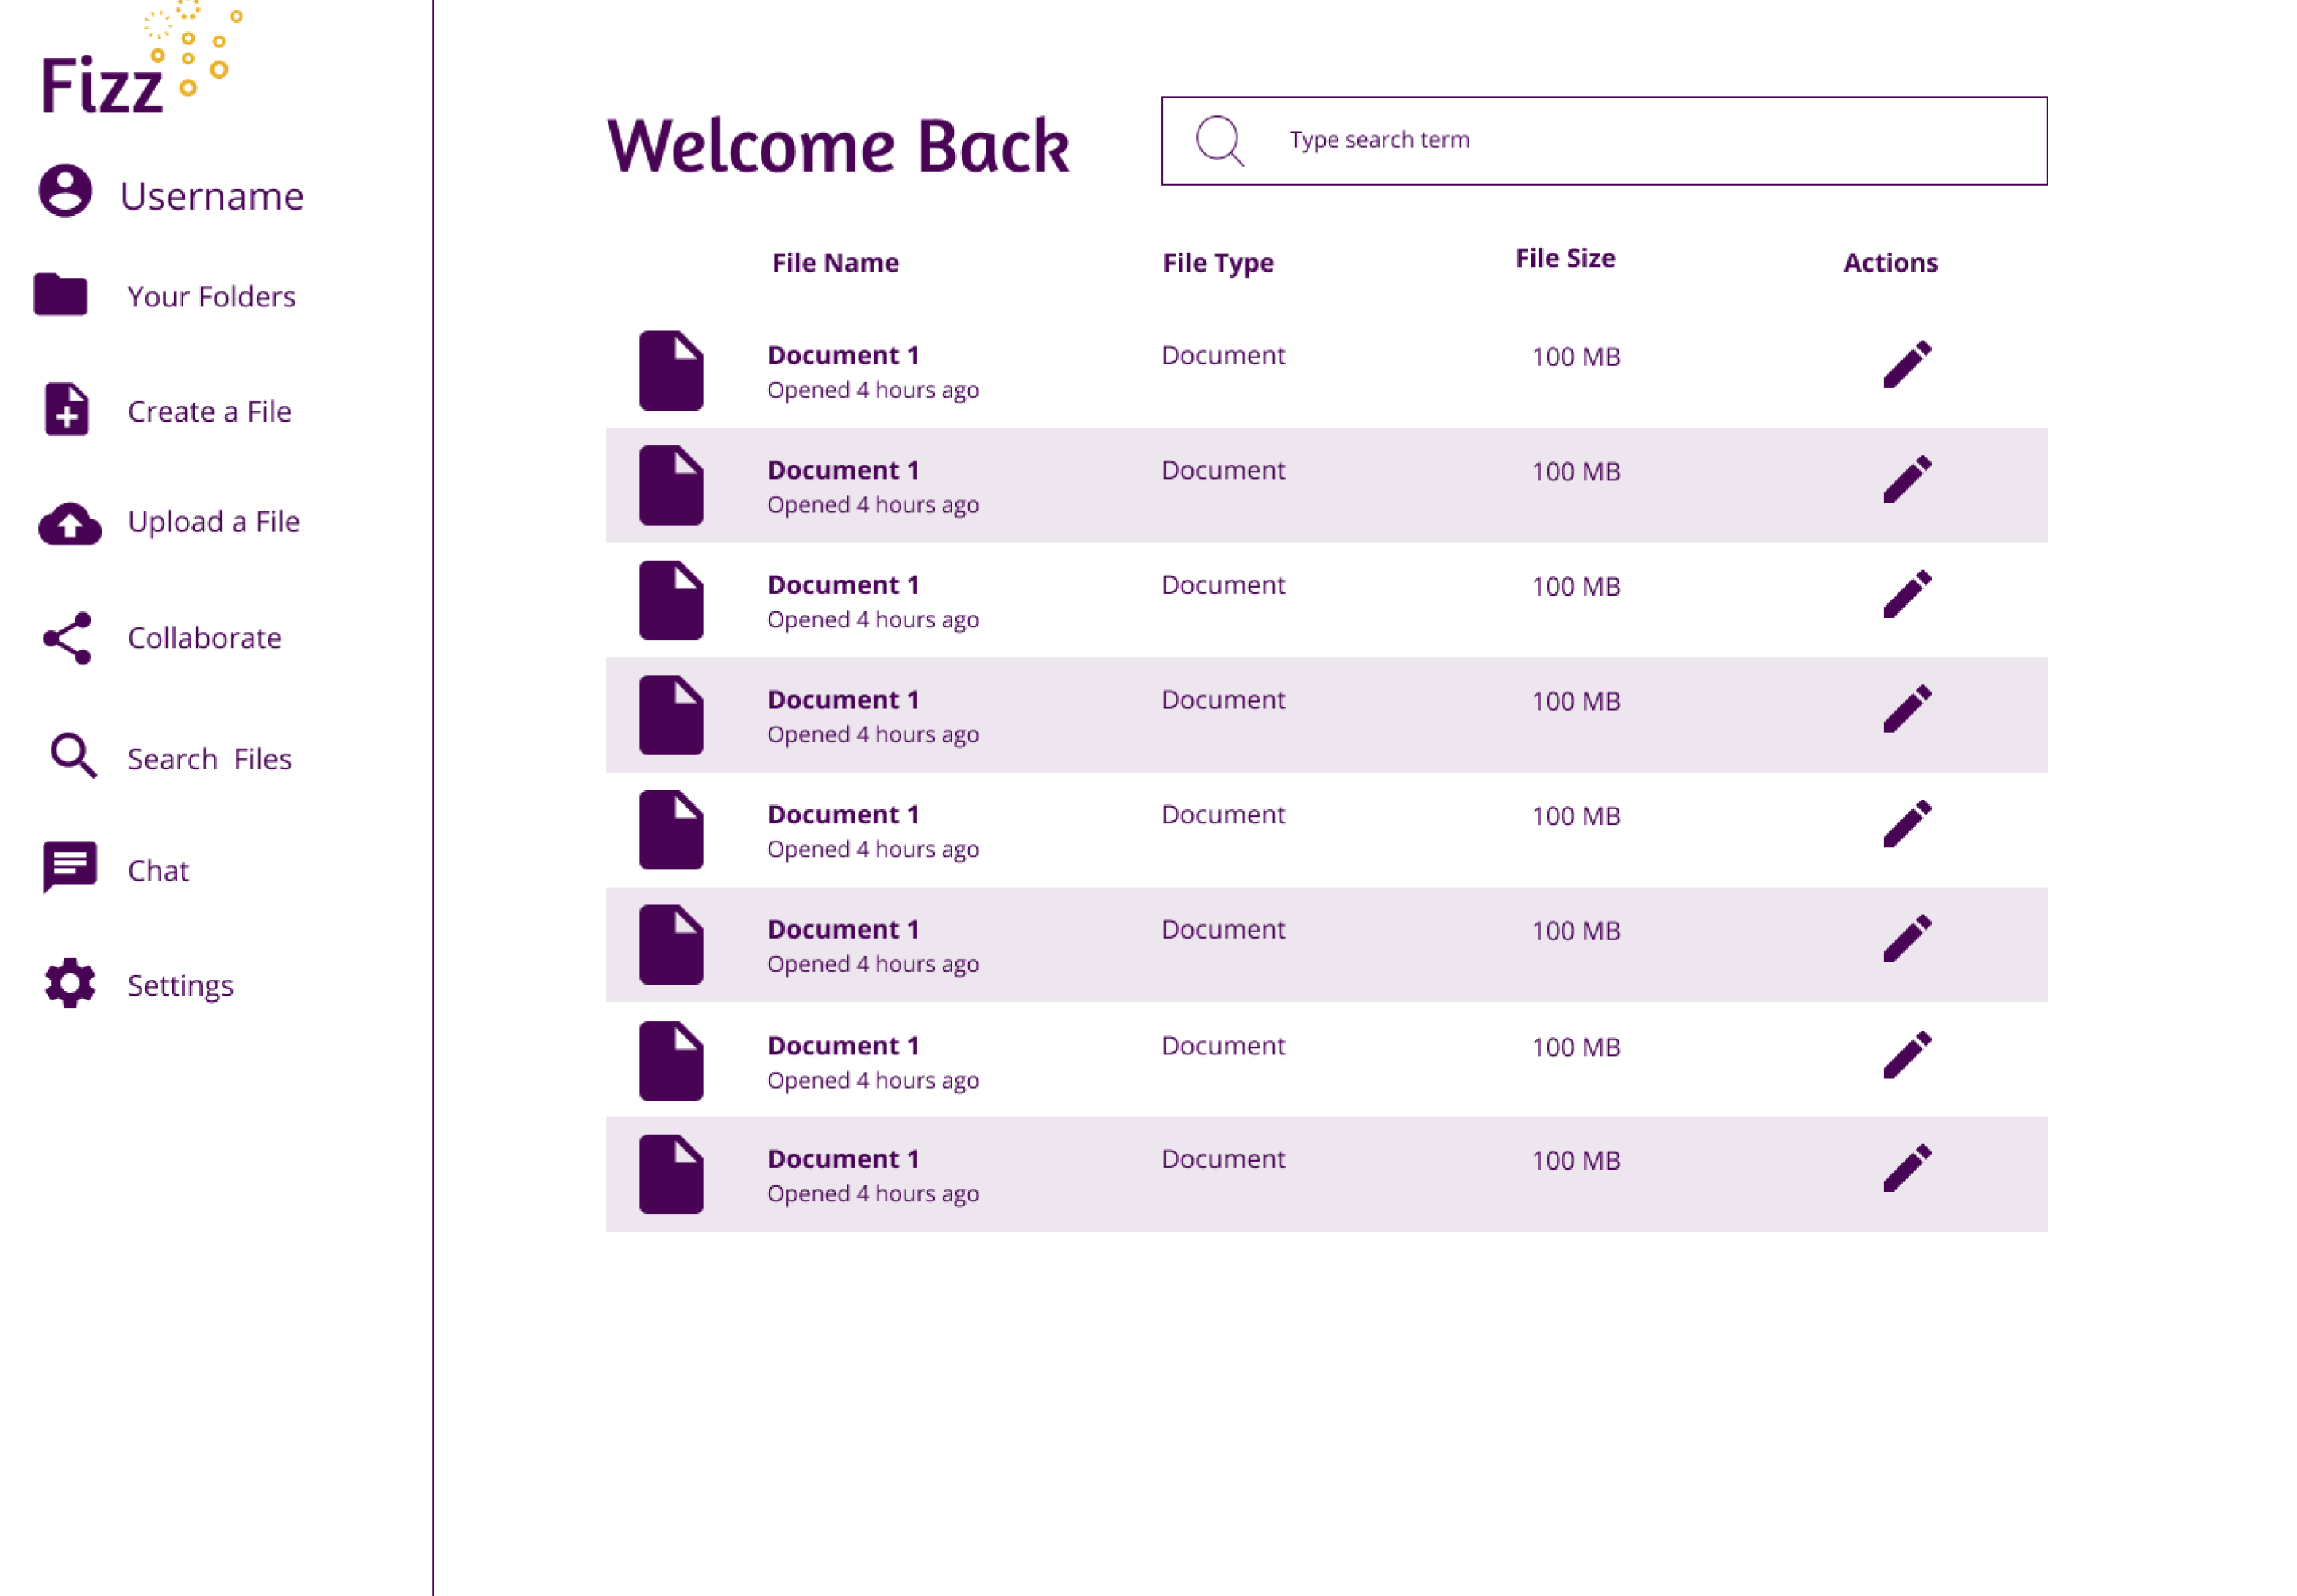 Fizz
Username
Your Folders
Create a File
Upload a File
Collaborate
Search  Files
Chat
Settings
Welcome Back
Type search term
File Name File Type File Size Actions
Document 1 Document 100 MB
Opened 4 hours ago
Document 1 Document 100 MB
Opened 4 hours ago
Document 1 Document 100 MB
Opened 4 hours ago
Document 1 Document 100 MB
Opened 4 hours ago
Document 1 Document 100 MB
Opened 4 hours ago
Document 1 Document 100 MB
Opened 4 hours ago
Document 1 Document 100 MB
Opened 4 hours ago
Document 1 Document 100 MB
Opened 4 hours ago